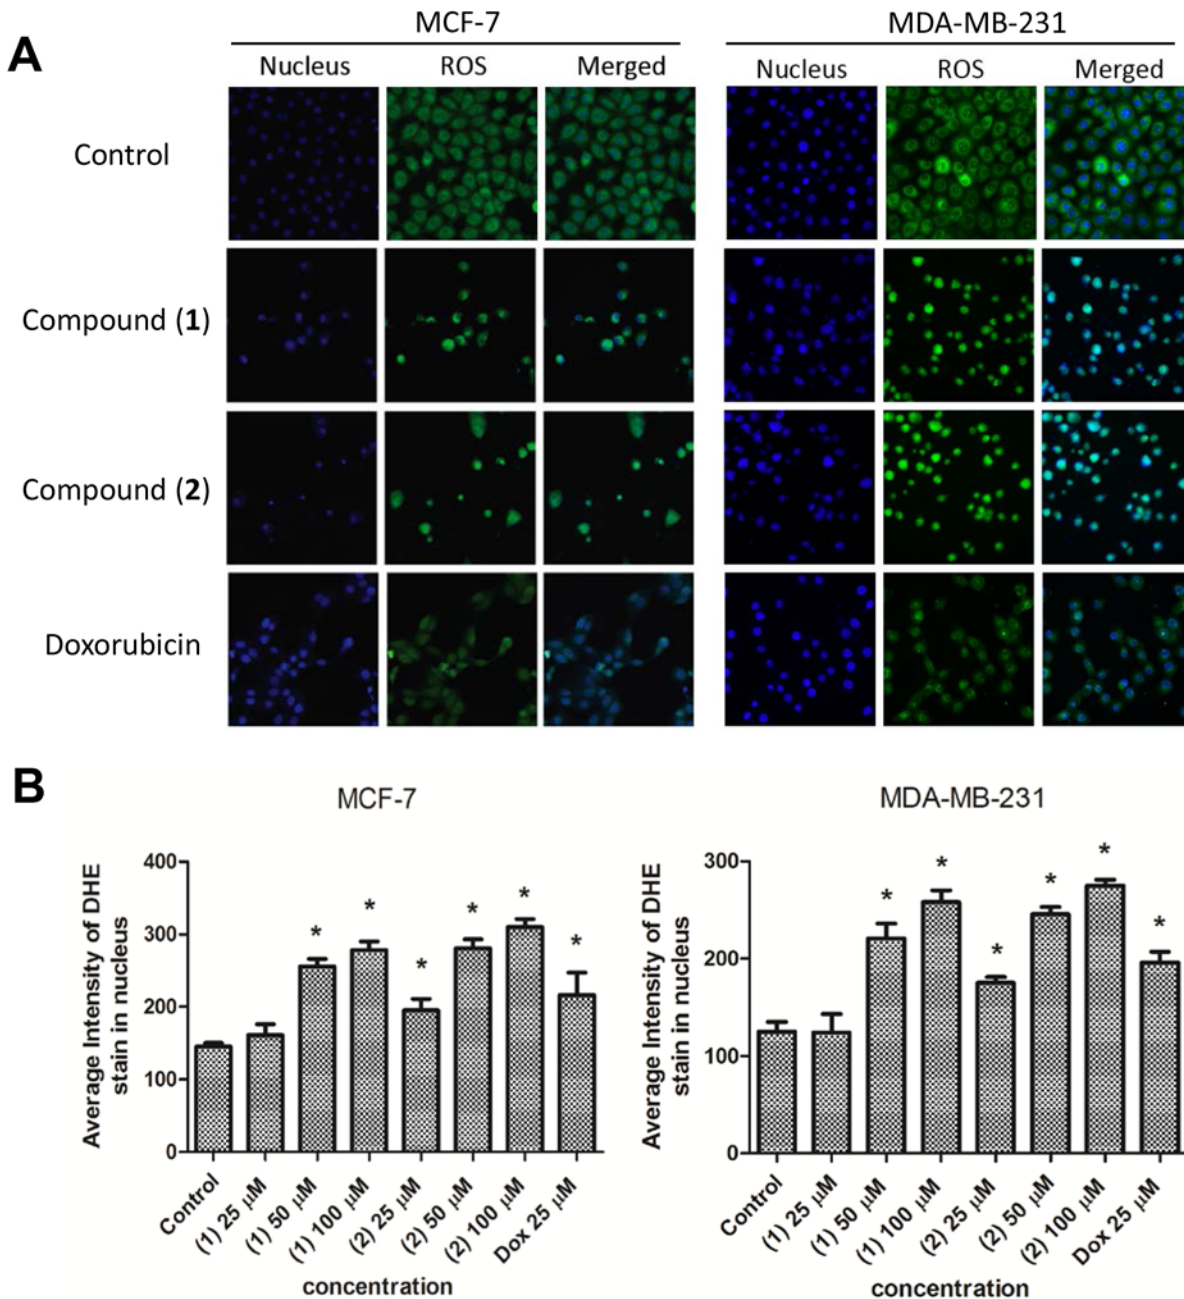 A
MCF-7
MDA-MB-231
Nucleus ROS Merged
Nucleus ROS Merged
Control
Compound (1)
Compound (2)
Doxorubicin
B
MCF-7
Average Intensity of DHE
stain in nucleus
400
300
200
100
0
* * * * * *
Control
(1) 25 µM
(1) 50 µM
(1) 100 µM
(2) 25 µM
(2) 50 µM
(2) 100 µM
Dox 25 µM
concentration
MDA-MB-231
Average Intensity of DHE
stain in nucleus
300
200
100
0
* * * * * *
Control
(1) 25 µM
(1) 50 µM
(1) 100 µM
(2) 25 µM
(2) 50 µM
(2) 100 µM
Dox 25 µM
concentration